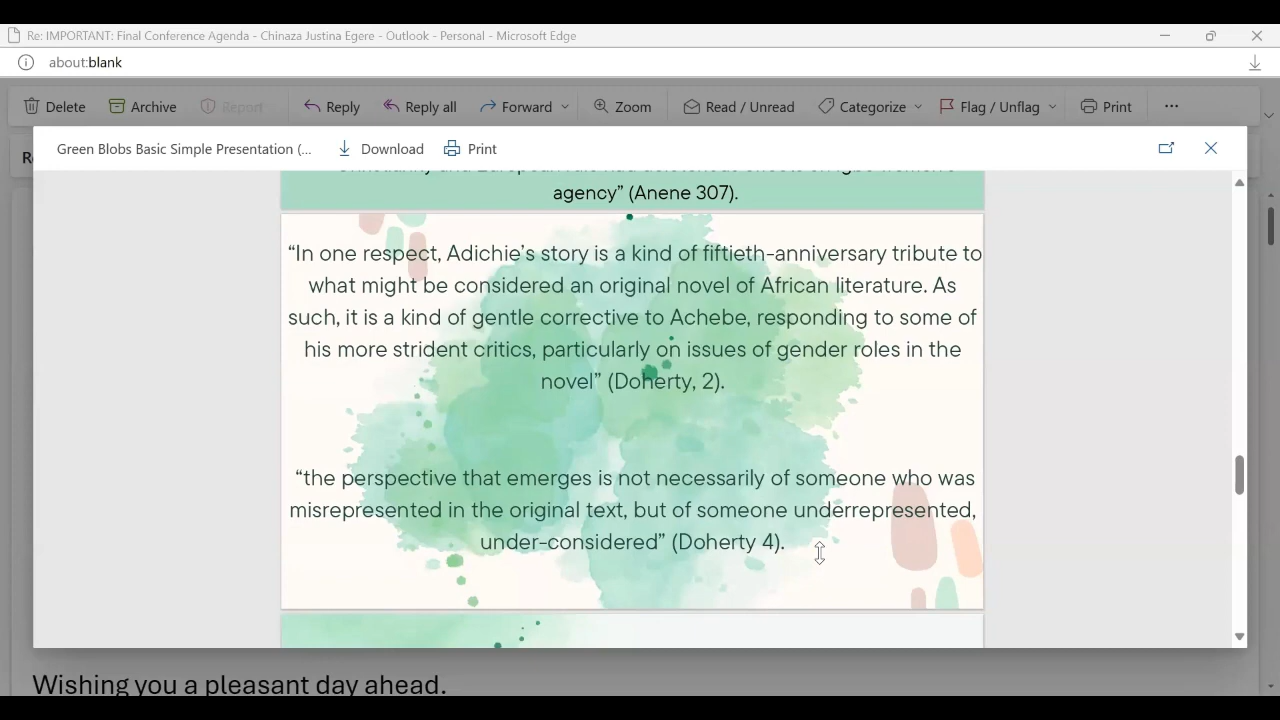 Re: IMPORTANT: Final Conference Agenda - Chinaza Justina Egere - Outlook - Personal - Microsoft Edge
about:blank
Delete Archive Report Reply Reply all Forward Zoom Read / Unread Categorize Flag / Unflag Print ...
Green Blobs Basic Simple Presentation (... Download Print
agency” (Anene 307).
“In one respect, Adichie’s story is a kind of fiftieth-anniversary tribute to
what might be considered an original novel of African literature. As
such, it is a kind of gentle corrective to Achebe, responding to some of
his more strident critics, particularly on issues of gender roles in the
novel” (Doherty, 2).
“the perspective that emerges is not necessarily of someone who was
misrepresented in the original text, but of someone underrepresented,
under-considered” (Doherty 4).
Wishing you a pleasant day ahead.